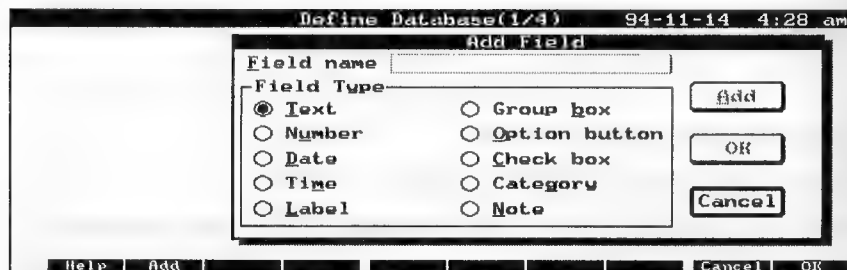 Define Database(1/4) 94-11-14 4:28 am
Add Field
Field name
Field Type
Text
Number
Date
Time
Label
Group box
Option button
Check box
Category
Note
Add
OK
Cancel
Help Add Cancel OK